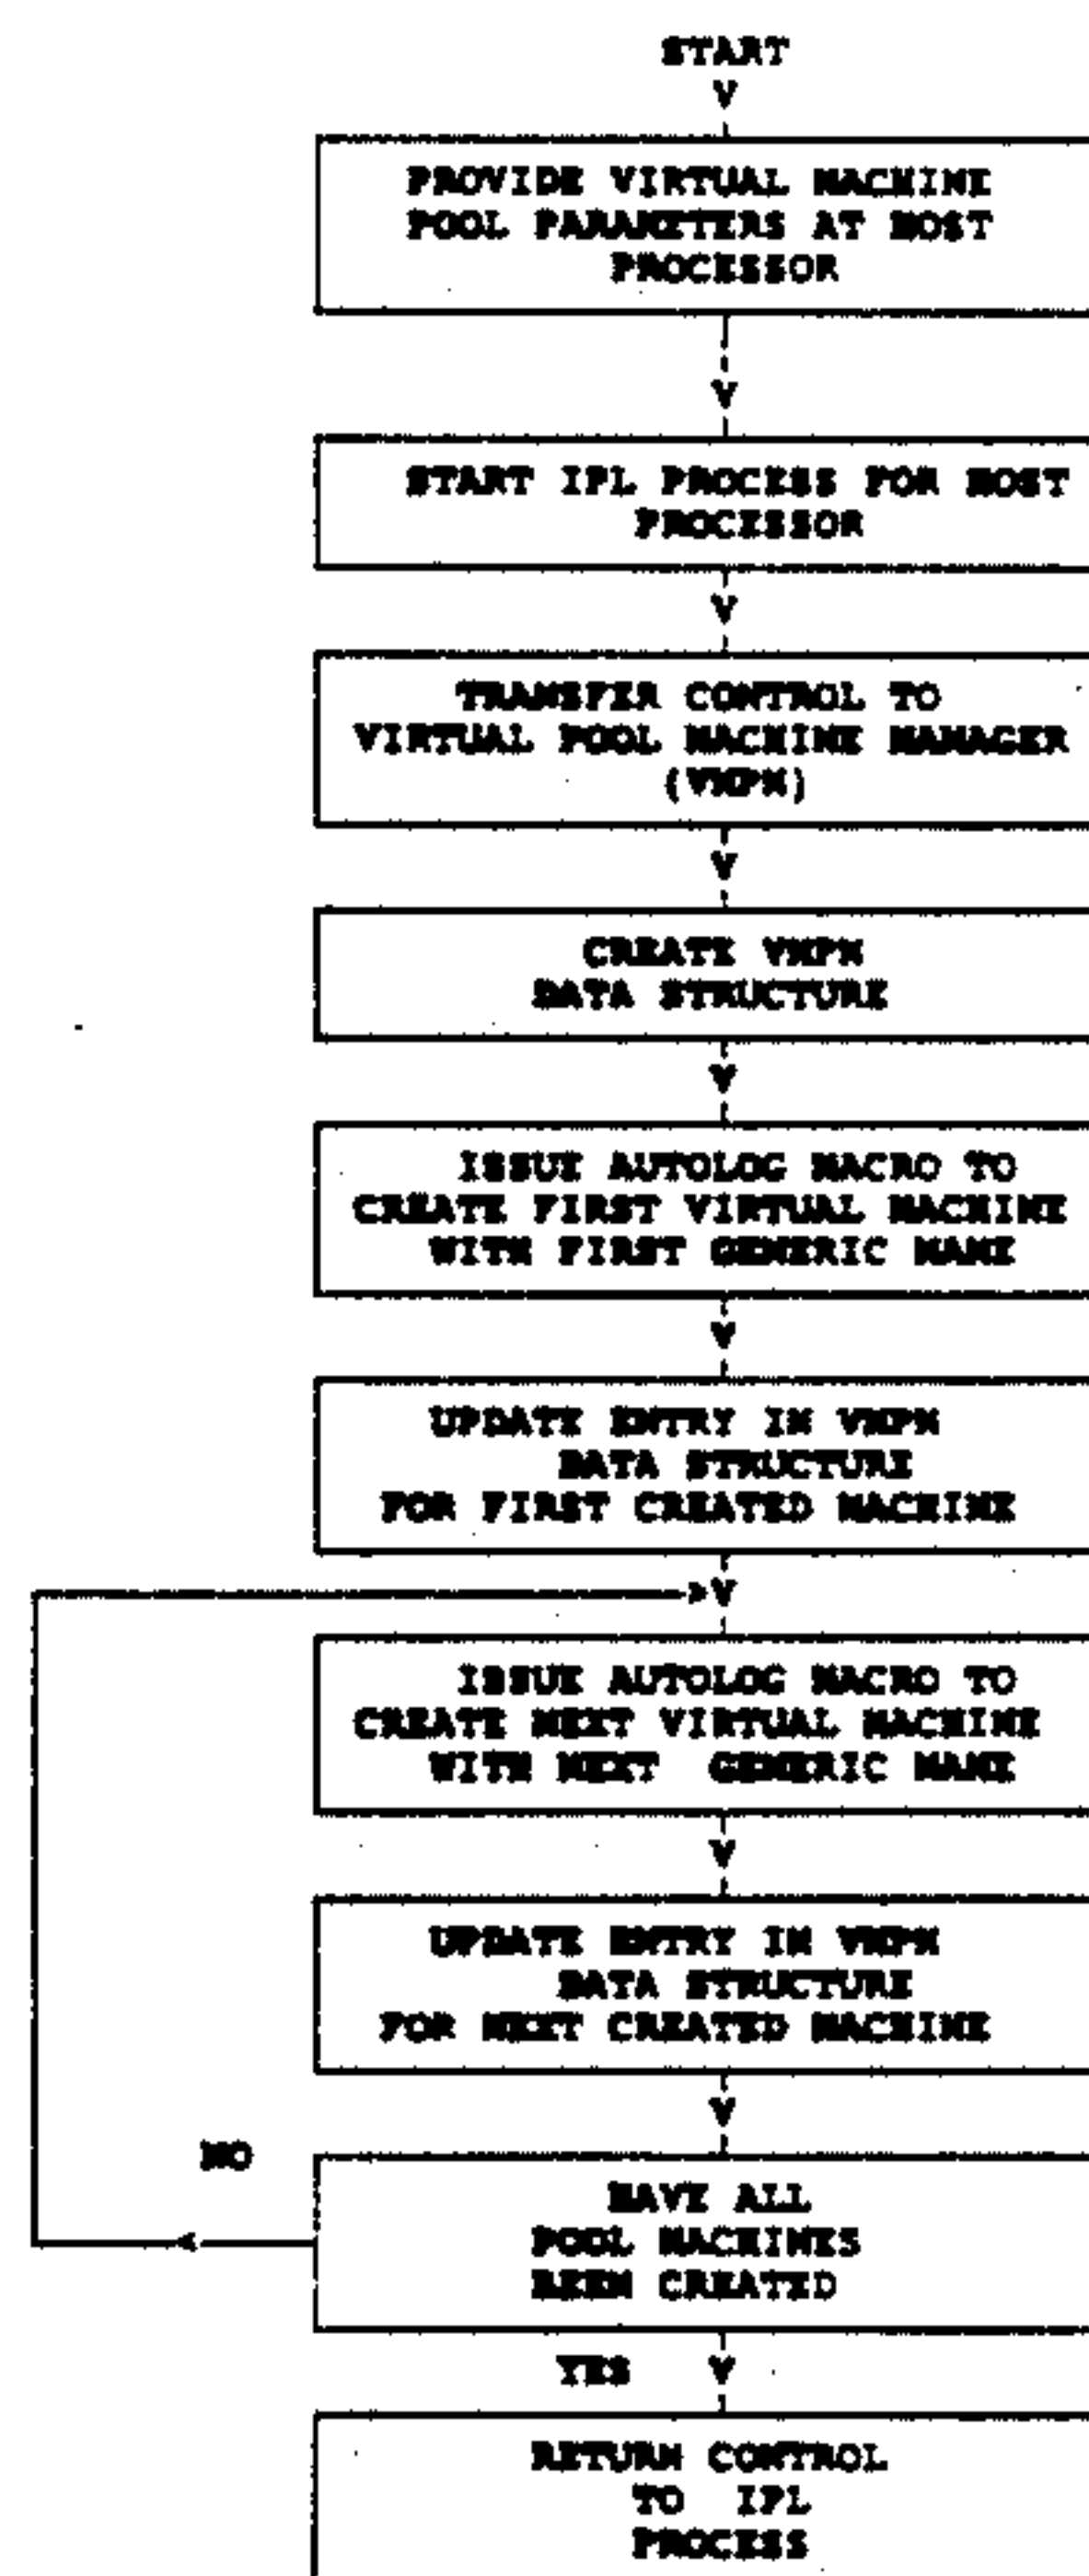 START
V
PROVIDE VIRTUAL MACHINE
POOL PARAMETERS AT HOST
PROCESSOR
V
START IPL PROCESS FOR HOST
PROCESSOR
V
TRANSFER CONTROL TO
VIRTUAL POOL MACHINE MANAGER
(VMPM)
V
CREATE VMPM
DATA STRUCTURE
V
ISSUE AUTOLOG MACRO TO
CREATE FIRST VIRTUAL MACHINE
WITH FIRST GENERIC NAME
V
UPDATE ENTRY IN VMPM
DATA STRUCTURE
FOR FIRST CREATED MACHINE
>V
ISSUE AUTOLOG MACRO TO
CREATE NEXT VIRTUAL MACHINE
WITH NEXT GENERIC NAME
V
UPDATE ENTRY IN VMPM
DATA STRUCTURE
FOR NEXT CREATED MACHINE
V
NO
HAVE ALL
POOL MACHINES
BEEN CREATED
YES V
RETURN CONTROL
TO IPL
PROCESS